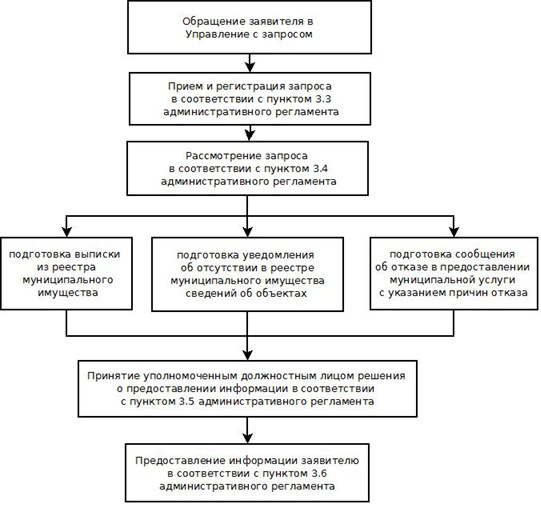 Обращение заявителя в
Управление с запросом
Прием и регистрация запроса
в соответствии с пунктом 3.3
административного регламента
Рассмотрение запроса
в соответствии с пунктом 3.4
административного регламента
подготовка выписки
из реестра
муниципального
имущества
подготовка уведомления
об отсутствии в реестре
муниципального имущества
сведений об объектах
подготовка сообщения
об отказе в предоставлении
муниципальной услуги
с указанием причин отказа
Принятие уполномоченным должностным лицом решения
о предоставлении информации в соответствии
с пунктом 3.5 административного регламента
Предоставление информации заявителю
в соответствии с пунктом 3.6
административного регламента